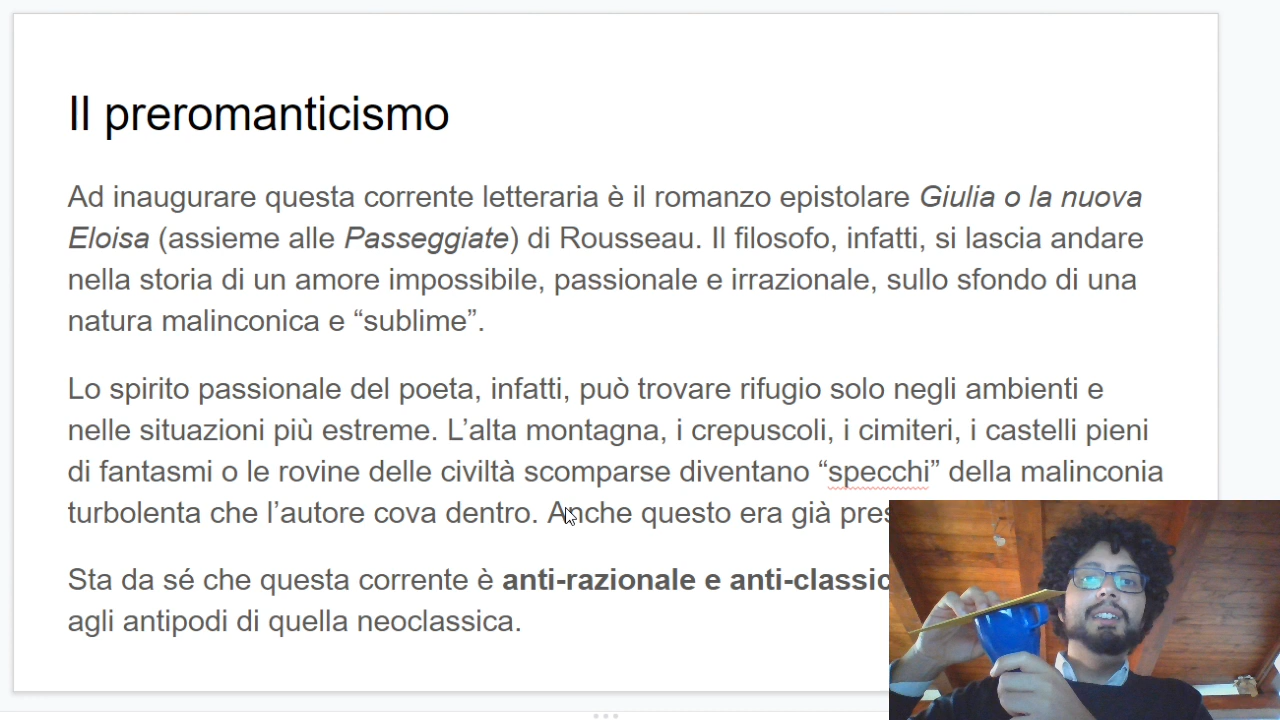 Il preromanticismo
Ad inaugurare questa corrente letteraria è il romanzo epistolare Giulia o la nuova
Eloisa (assieme alle Passeggiate) di Rousseau. Il filosofo, infatti, si lascia andare
nella storia di un amore impossibile, passionale e irrazionale, sullo sfondo di una
natura malinconica e “sublime”.
Lo spirito passionale del poeta, infatti, può trovare rifugio solo negli ambienti e
nelle situazioni più estreme. L’alta montagna, i crepuscoli, i cimiteri, i castelli pieni
di fantasmi o le rovine delle civiltà scomparse diventano “specchi” della malinconia
turbolenta che l’autore cova dentro. Anche questo era già
Sta da sé che questa corrente è anti-razionale e
agli antipodi di quella neoclassica.